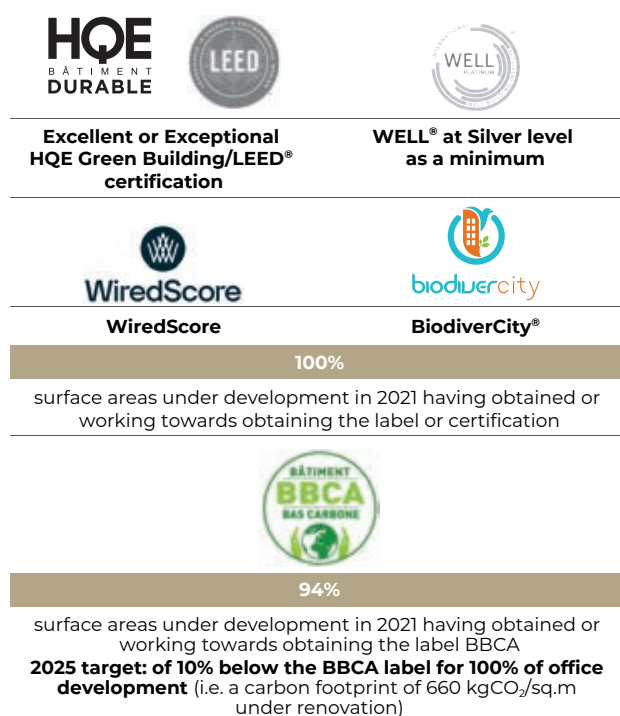 HQE
BÂTIMENT
DURABLE
LEED
WELL
PLATINUM
Excellent or Exceptional
HQE Green Building/LEED®
certification
WELL® at Silver level
as a minimum
WiredScore
biodivercity
WiredScore
BiodiverCity®
100%
surface areas under development in 2021 having obtained or
working towards obtaining the label or certification
BÂTIMENT
BBCA
BAS CARBONE
94%
surface areas under development in 2021 having obtained or
working towards obtaining the label BBCA
2025 target: of 10% below the BBCA label for 100% of office
development (i.e. a carbon footprint of 660 kgCO₂/sq.m
under renovation)